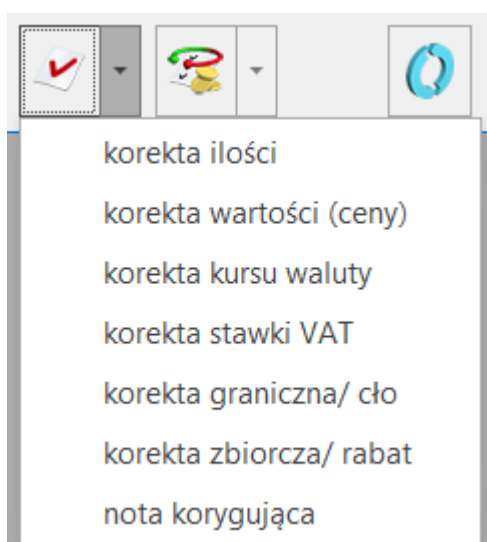 korekta ilości
korekta wartości (ceny)
korekta kursu waluty
korekta stawki VAT
korekta graniczna/ cło
korekta zbiorcza/ rabat
nota korygująca